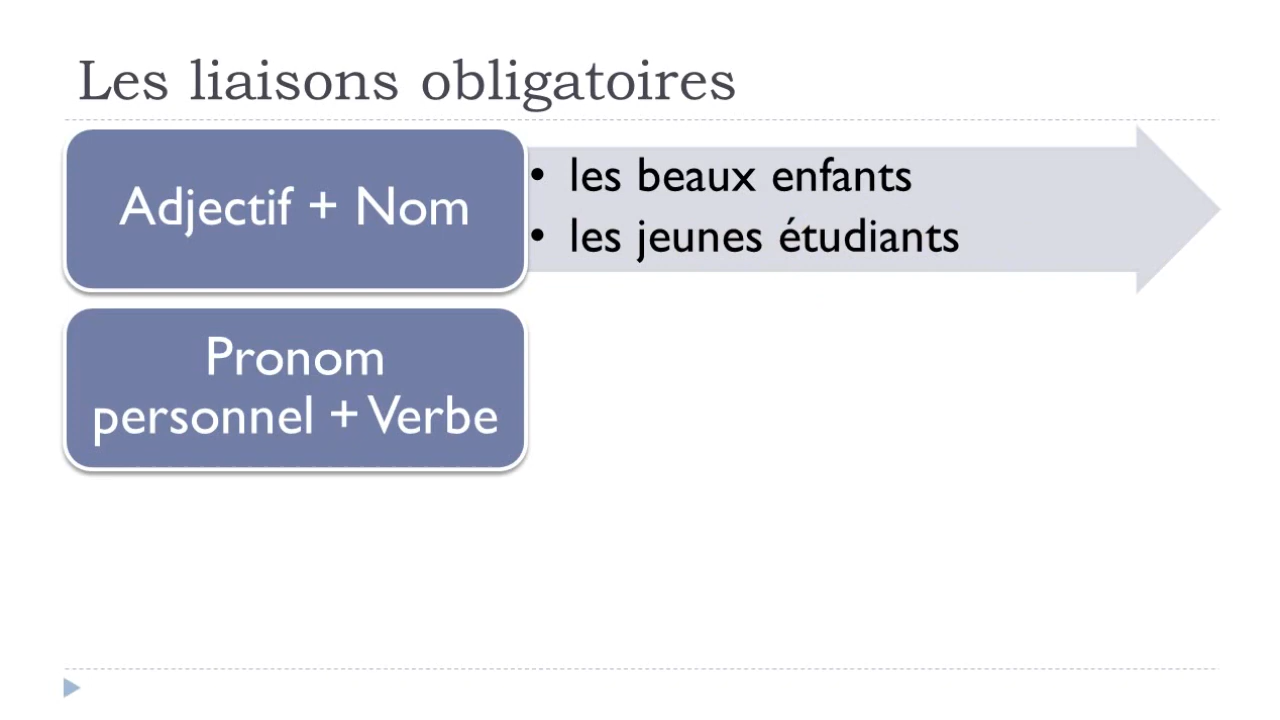 Les liaisons obligatoires
Adjectif + Nom
• les beaux enfants
• les jeunes étudiants
Pronom
personnel + Verbe